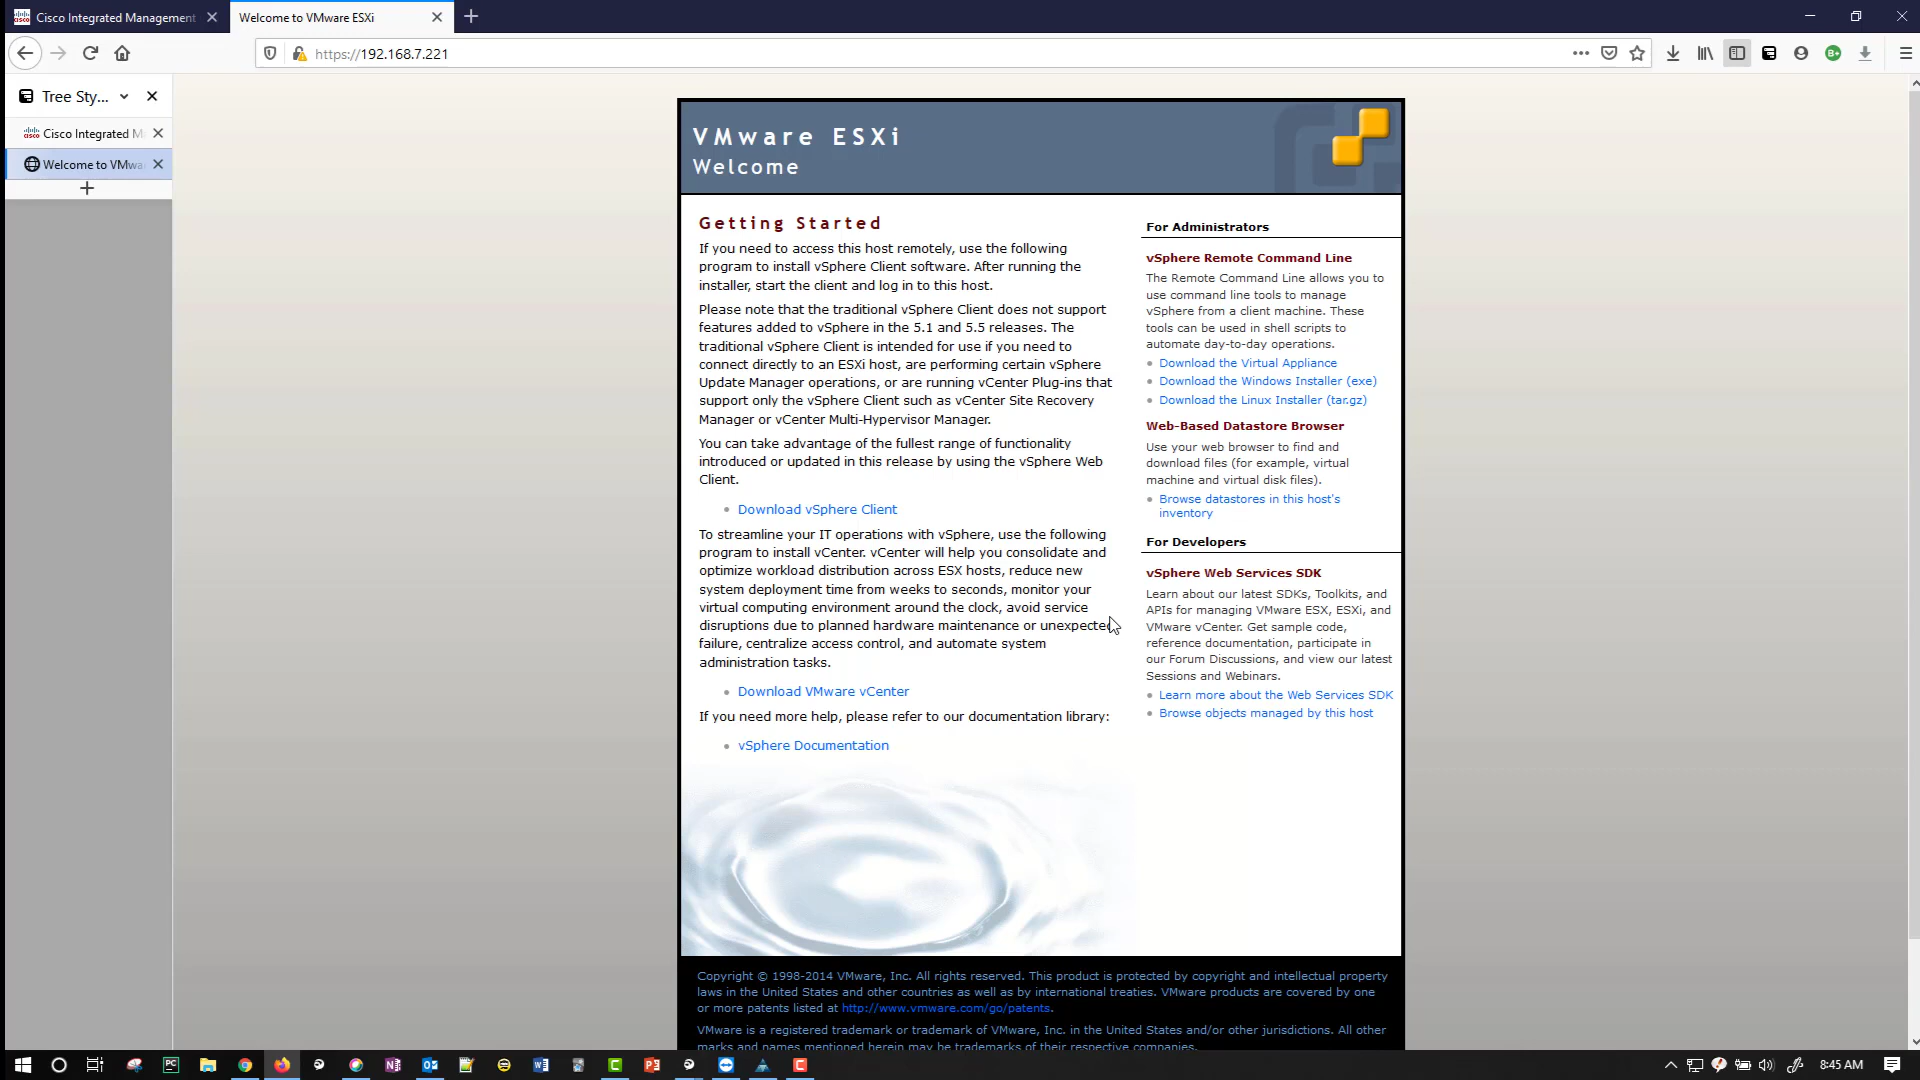 Cisco Integrated Management
Welcome to VMware ESXi
https://192.168.7.221
Tree Sty...
Cisco Integrated M
Welcome to VMwa
VMware ESXi
Welcome
Getting Started
If you need to access this host remotely, use the following
program to install vSphere Client software. After running the
installer, start the client and log in to this host.
Please note that the traditional vSphere Client does not support
features added to vSphere in the 5.1 and 5.5 releases. The
traditional vSphere Client is intended for use if you need to
connect directly to an ESXi host, are performing certain vSphere
Update Manager operations, or are running vCenter Plug-ins that
support only the vSphere Client such as vCenter Site Recovery
Manager or vCenter Multi-Hypervisor Manager.
You can take advantage of the fullest range of functionality
introduced or updated in this release by using the vSphere Web
Client.
Download vSphere Client
To streamline your IT operations with vSphere, use the following
program to install vCenter. vCenter will help you consolidate and
optimize workload distribution across ESX hosts, reduce new
system deployment time from weeks to seconds, monitor your
virtual computing environment around the clock, avoid service
disruptions due to planned hardware maintenance or unexpected
failure, centralize access control, and automate system
administration tasks.
Download VMware vCenter
If you need more help, please refer to our documentation library:
vSphere Documentation
For Administrators
vSphere Remote Command Line
The Remote Command Line allows you to
use command line tools to manage
vSphere from a client machine. These
tools can be used in shell scripts to
automate day-to-day operations.
Download the Virtual Appliance
Download the Windows Installer (exe)
Download the Linux Installer (tar.gz)
Web-Based Datastore Browser
Use your web browser to find and
download files (for example, virtual
machine and virtual disk files).
Browse datastores in this host's
inventory
For Developers
vSphere Web Services SDK
Learn about our latest SDKs, Toolkits, and
APIs for managing VMware ESX, ESXi, and
VMware vCenter. Get sample code,
reference documentation, participate in
our Forum Discussions, and view our latest
Sessions and Webinars.
Learn more about the Web Services SDK
Browse objects managed by this host
Copyright © 1998-2014 VMware, Inc. All rights reserved. This product is protected by copyright and intellectual property
laws in the United States and other countries as well as by international treaties. VMware products are covered by one
or more patents listed at http://www.vmware.com/go/patents.
VMware is a registered trademark or trademark of VMware, Inc. in the United States and/or other jurisdictions. All other
marks and names mentioned herein may be trademarks of their respective companies.
8:45 AM